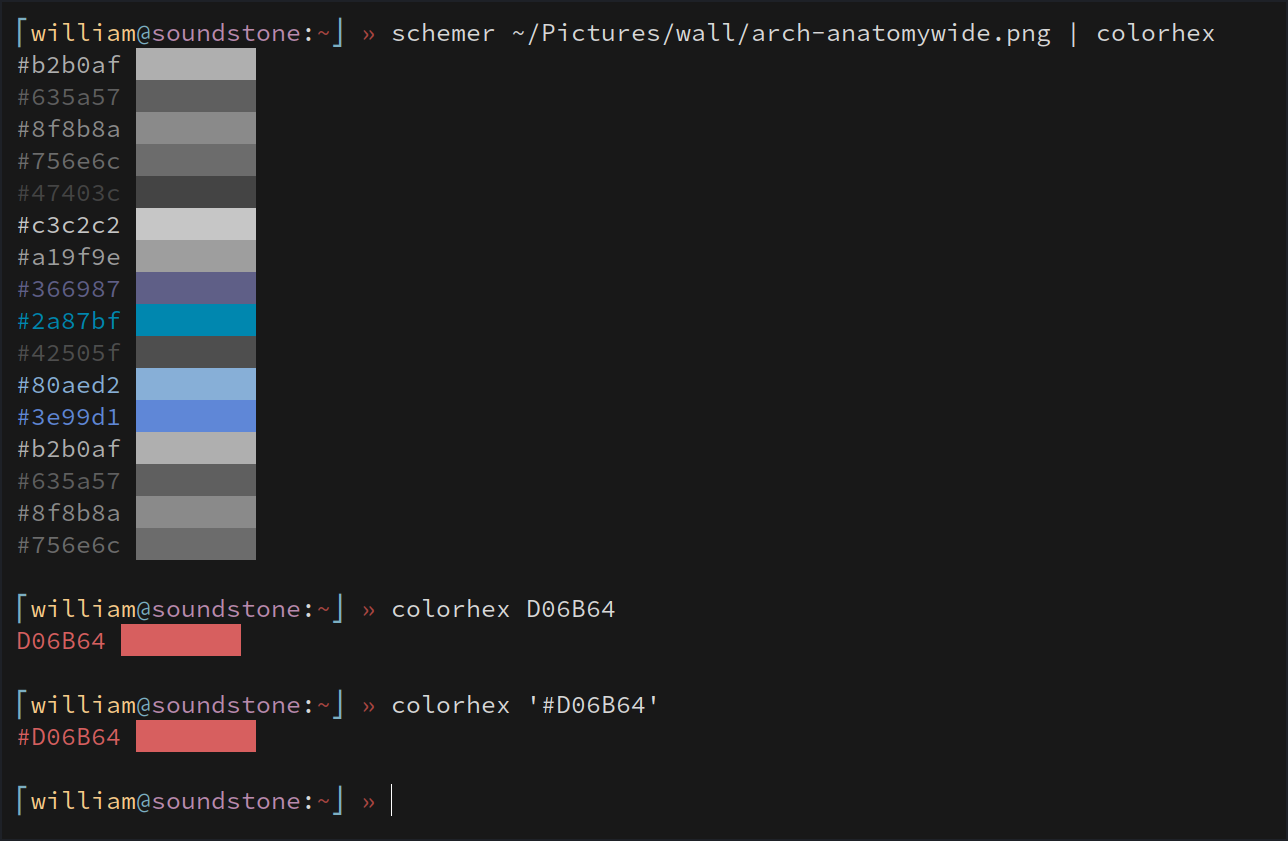 ⎡william@soundstone:~⎦ » schemer ~/Pictures/wall/arch-anatomywide.png | colorhex
#b2b0af
#635a57
#8f8b8a
#756e6c
#47403c
#c3c2c2
#a19f9e
#366987
#2a87bf
#42505f
#80aed2
#3e99d1
#b2b0af
#635a57
#8f8b8a
#756e6c
⎡william@soundstone:~⎦ » colorhex D06B64
D06B64
⎡william@soundstone:~⎦ » colorhex '#D06B64'
#D06B64
⎡william@soundstone:~⎦ »